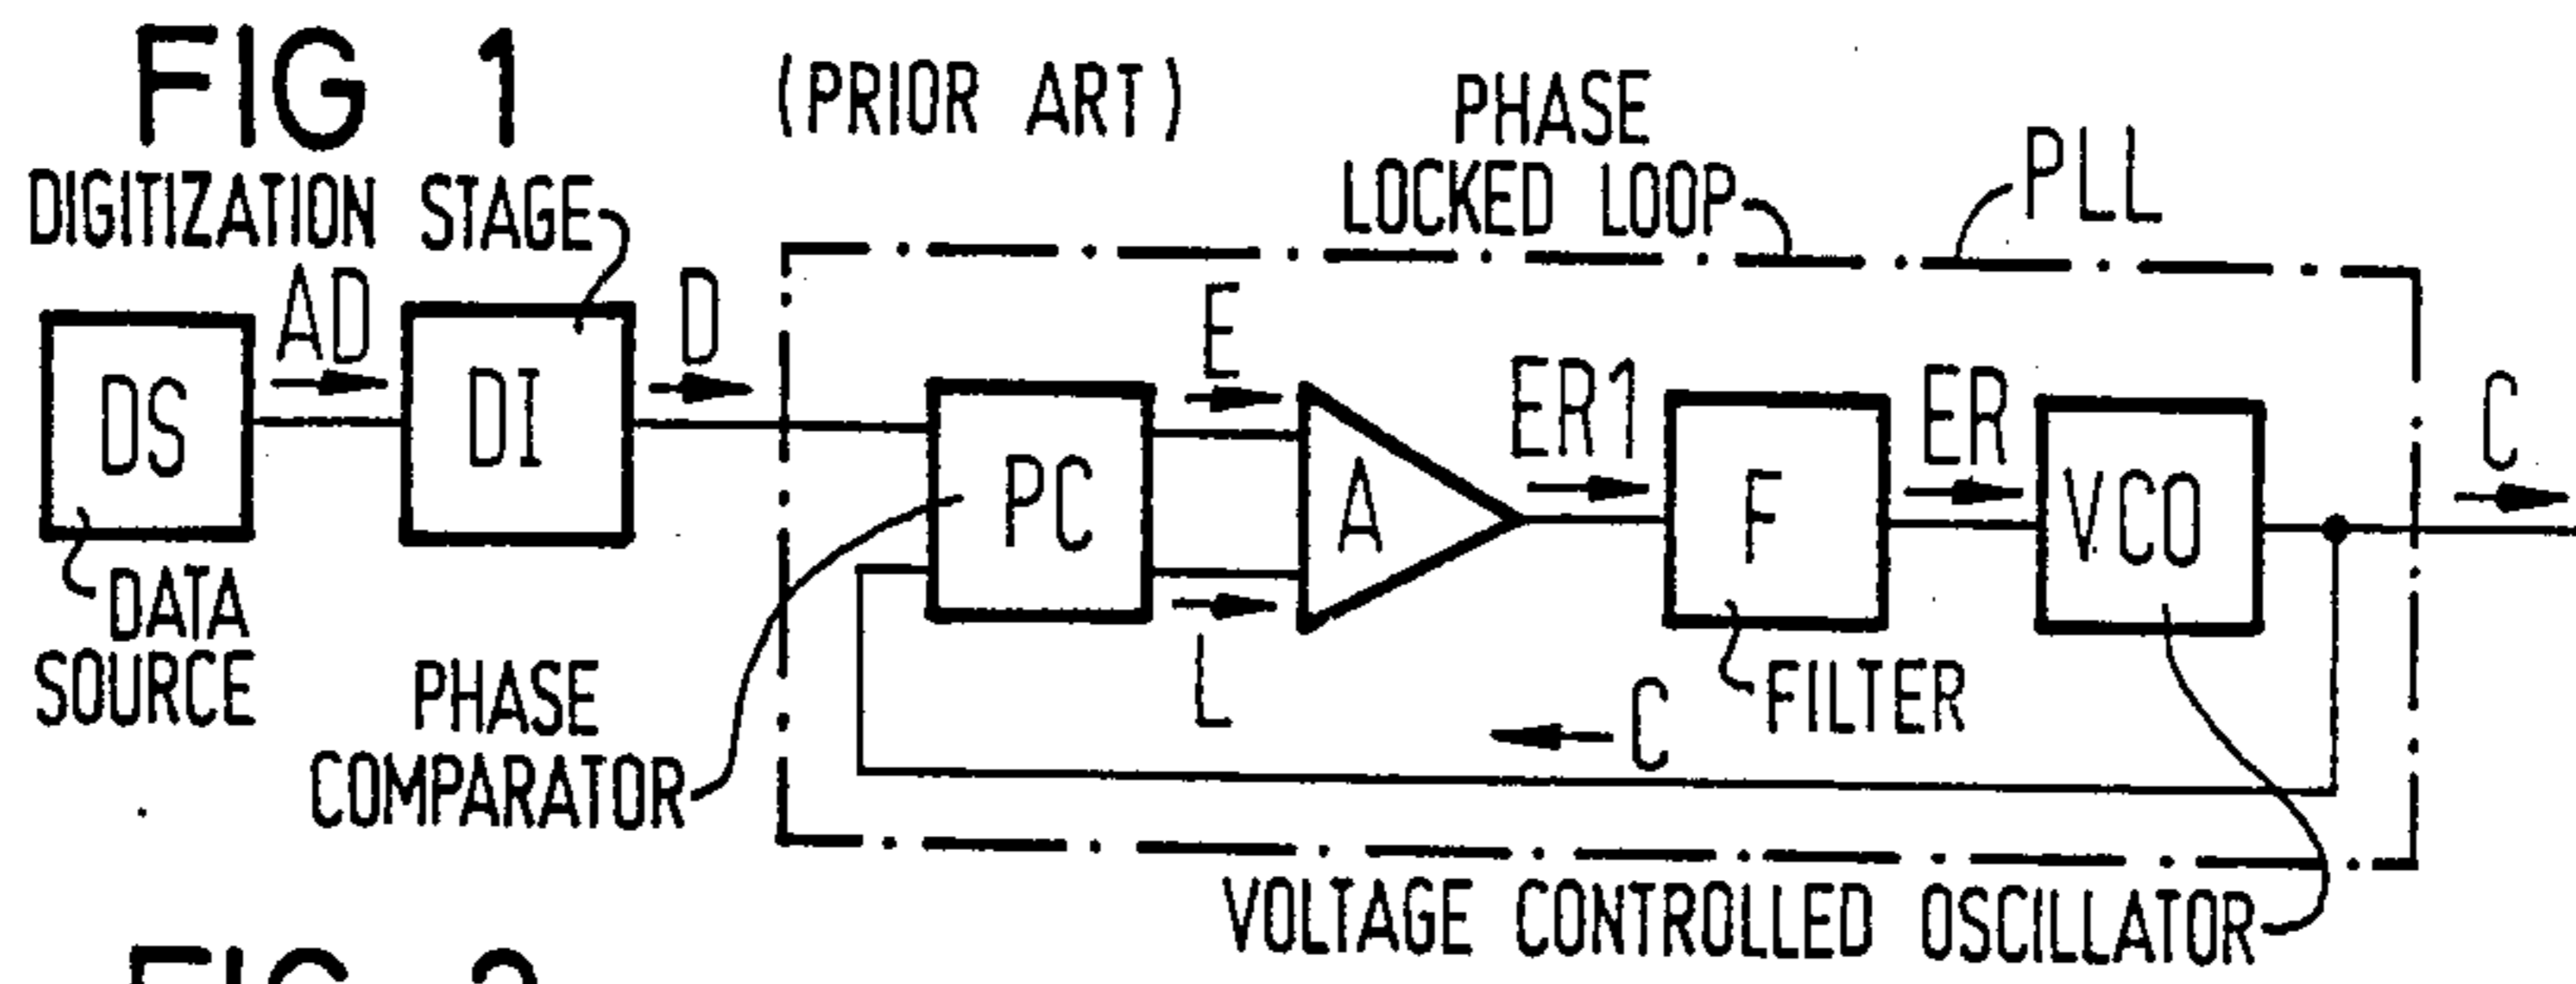 FIG 1
(PRIOR ART)
PHASE
LOCKED LOOP
PLL
DIGITIZATION STAGE
AD
D
E
ER1
ER
C
DS
DI
PC
A
F
VCO
DATA
SOURCE
L
C
FILTER
PHASE
COMPARATOR
VOLTAGE CONTROLLED OSCILLATOR